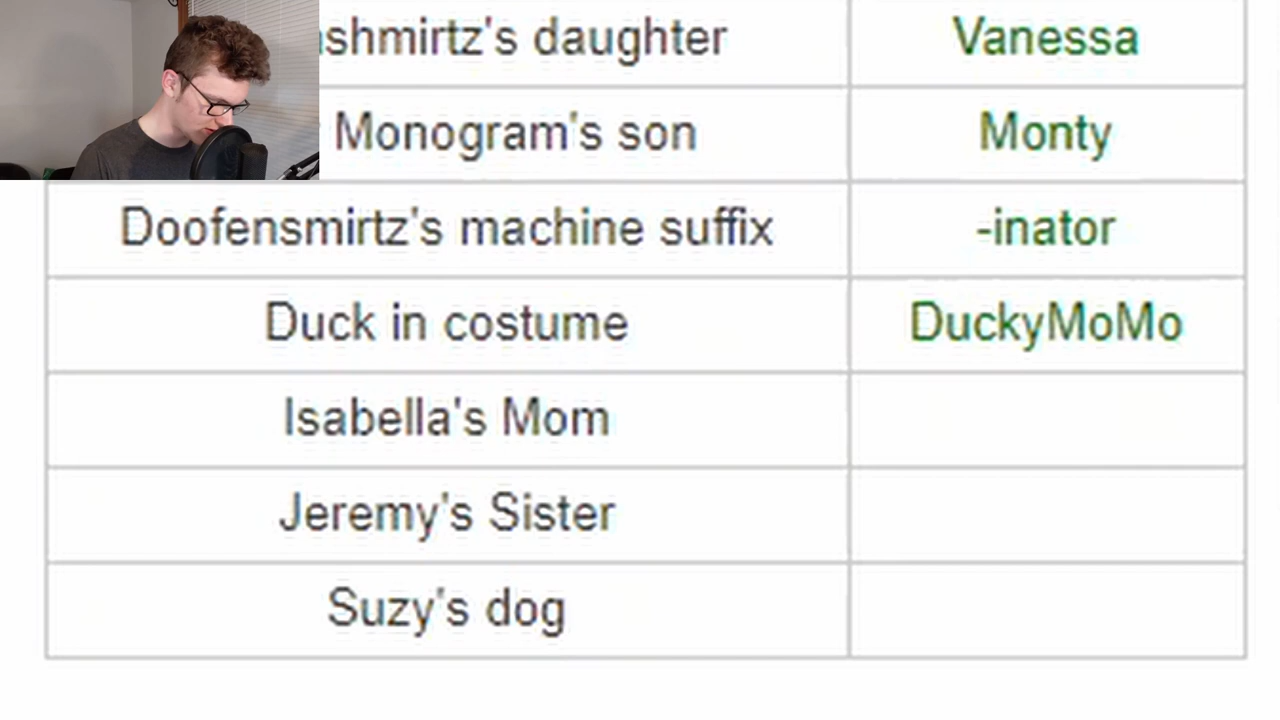 shmirtz's daughter Vanessa
Monogram's son Monty
Doofensmirtz's machine suffix -inator
Duck in costume DuckyMoMo
Isabella's Mom
Jeremy's Sister
Suzy's dog